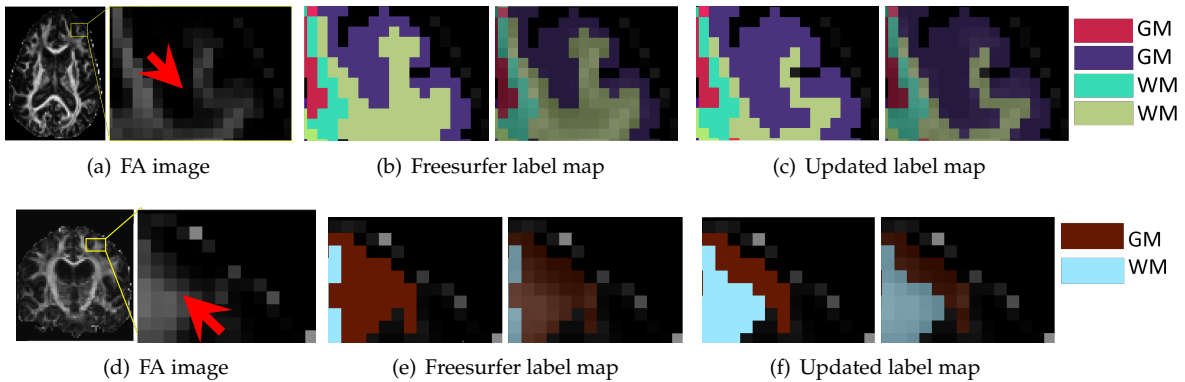 GM
GM
WM
WM
(a) FA image
(b) Freesurfer label map
(c) Updated label map
GM
WM
(d) FA image
(e) Freesurfer label map
(f) Updated label map